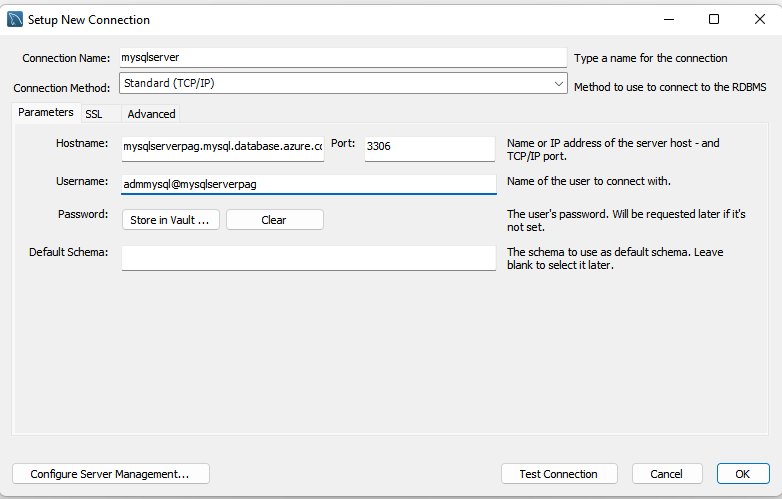 Setup New Connection
Connection Name: mysqlserver Type a name for the connection
Connection Method: Standard (TCP/IP) Method to use to connect to the RDBMS
Parameters SSL Advanced
Hostname: mysqlserverpag.mysql.database.azure.cc Port: 3306 Name or IP address of the server host - and
TCP/IP port.
Username: admmysql@mysqlserverpag Name of the user to connect with.
Password: Store in Vault ... Clear The user's password. Will be requested later if it's
not set.
Default Schema: The schema to use as default schema. Leave
blank to select it later.
Configure Server Management... Test Connection Cancel OK